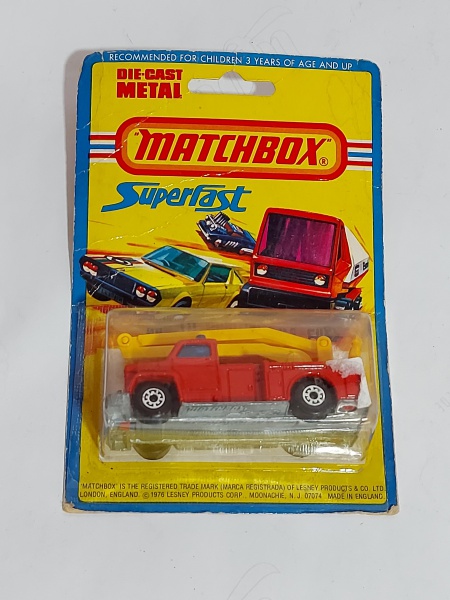 RECOMMENDED FOR CHILDREN 3 YEARS OF AGE AND UP
DIE-CAST
METAL
"MATCHBOX"®
Superfast
"MATCHBOX" IS THE REGISTERED TRADE MARK (MARCA REGISTRADA) OF LESNEY PRODUCTS & CO. LTD.
LONDON, ENGLAND. © 1976 LESNEY PRODUCTS CORP. MOONACHIE, N. J. 07074 MADE IN ENGLAND